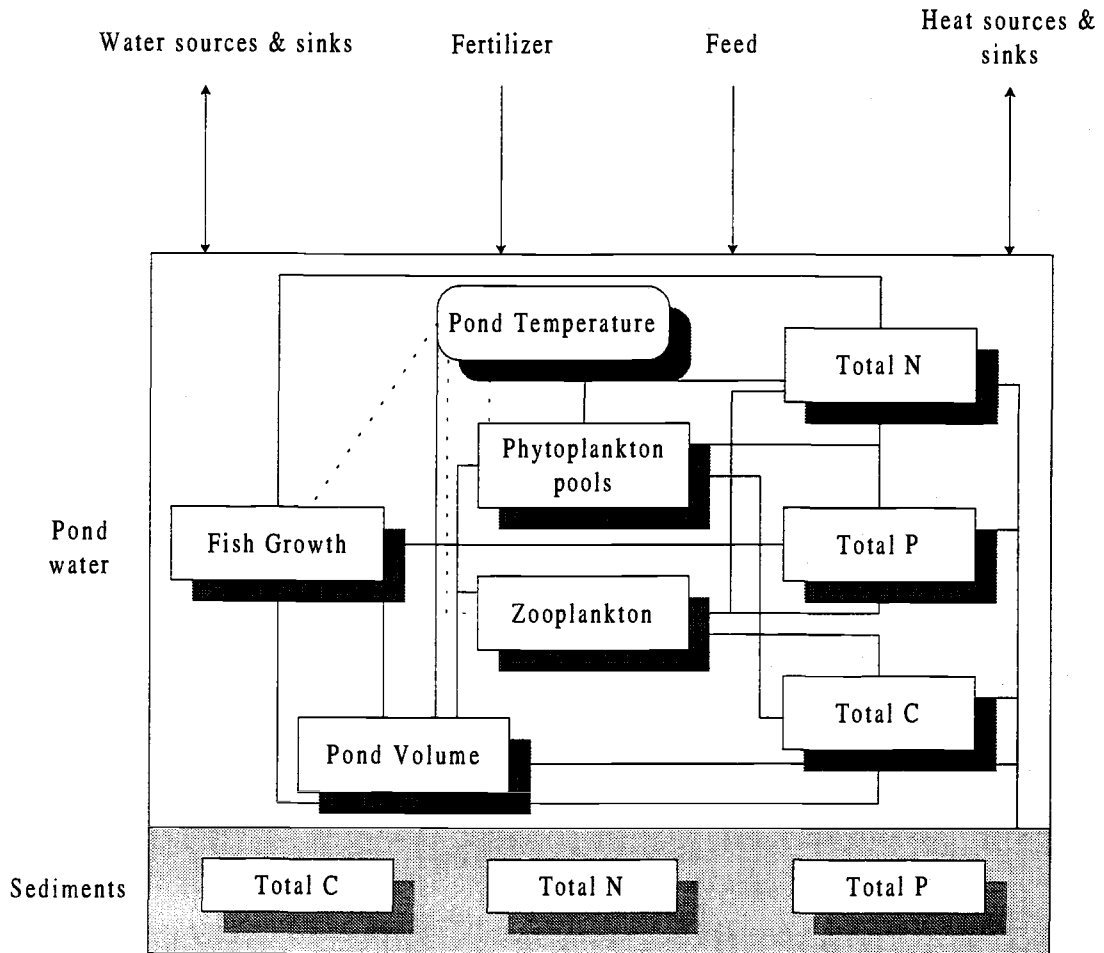 Water sources & sinks
Fertilizer
Feed
Heat sources &
sinks
Pond Temperature
Total N
Phytoplankton
pools
Pond
water
Fish Growth
Total P
Zooplankton
Total C
Pond Volume
Sediments
Total C
Total N
Total P